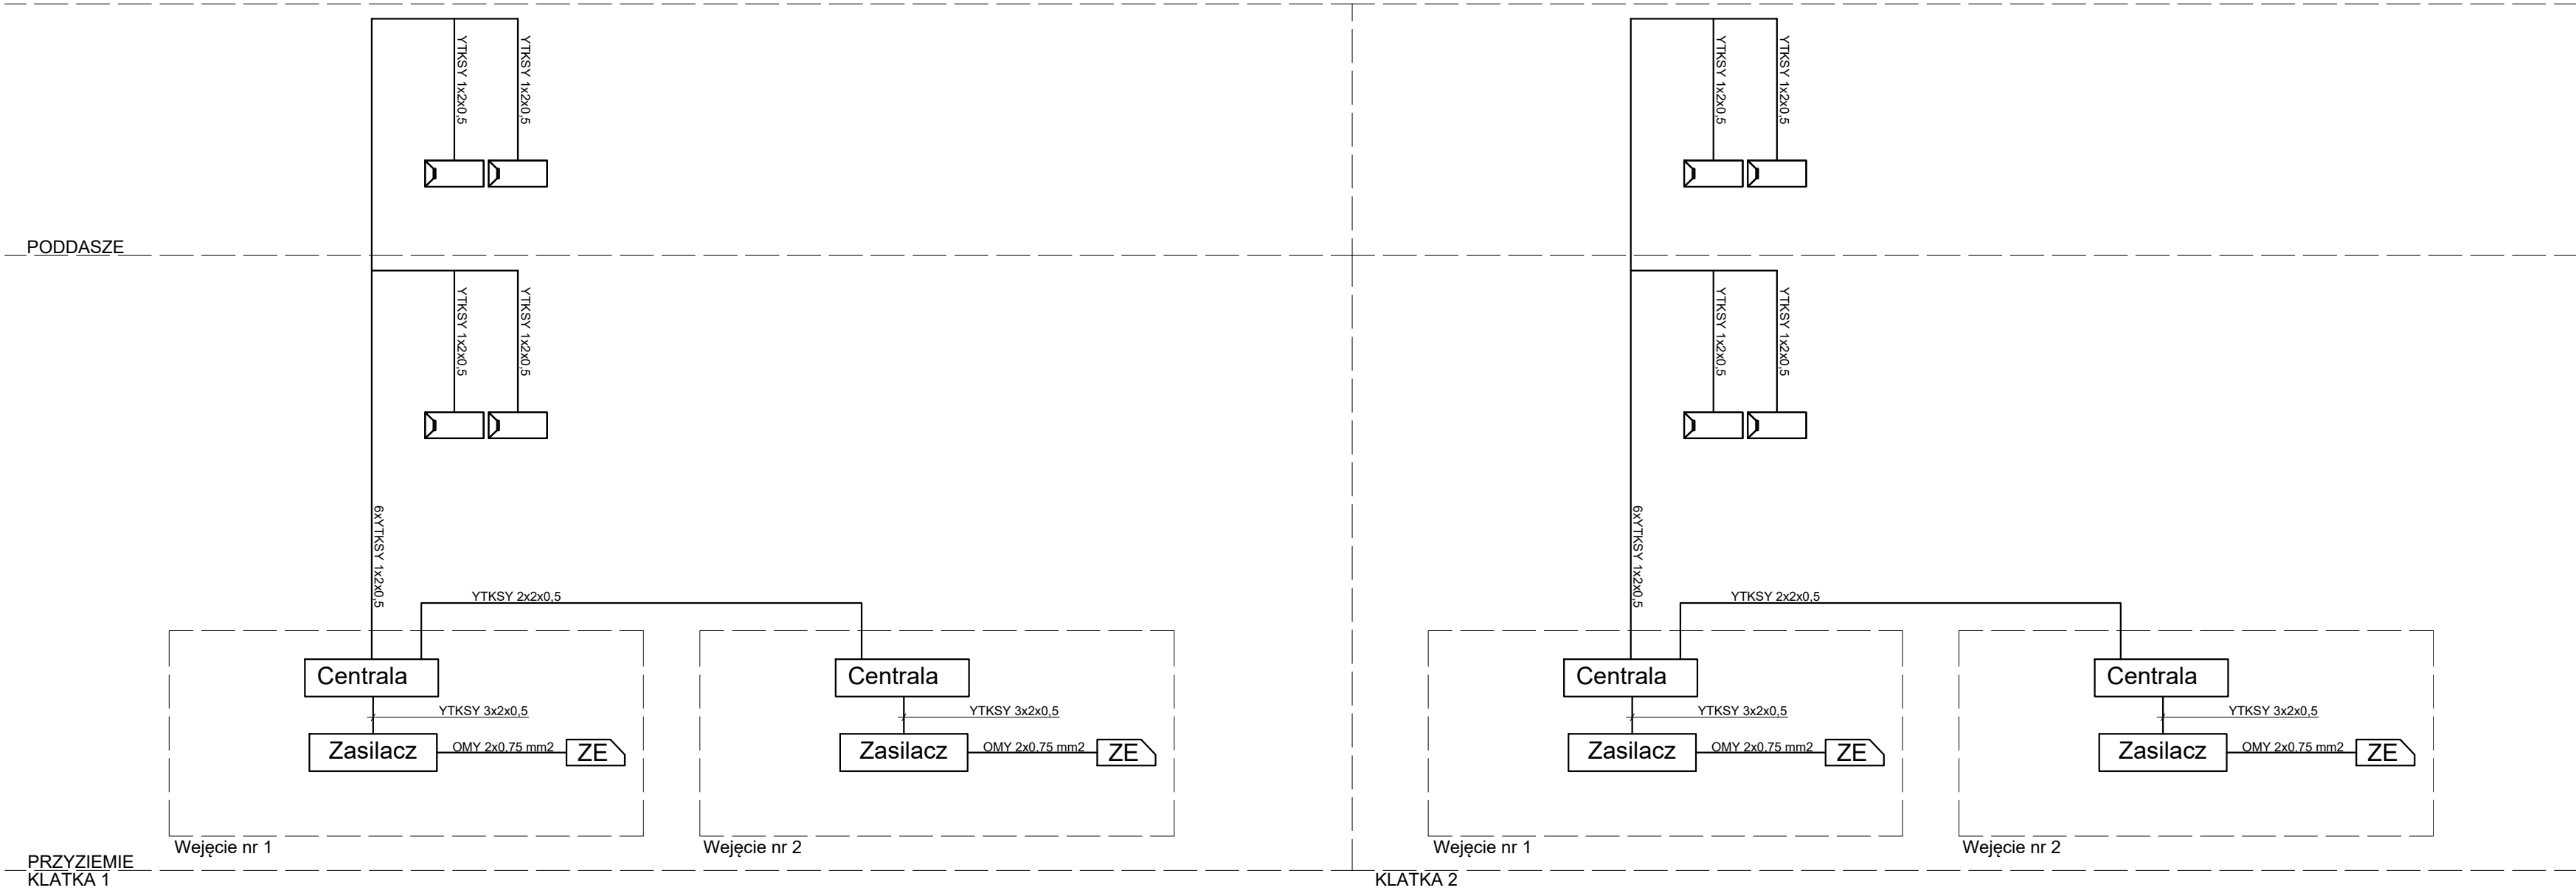 YTKSY 1x2x0,5
YTKSY 1x2x0,5
YTKSY 1x2x0,5
YTKSY 1x2x0,5
PODDASZE
YTKSY 1x2x0,5
YTKSY 1x2x0,5
YTKSY 1x2x0,5
YTKSY 1x2x0,5
6xYTKSY 1x2x0,5
6xYTKSY 1x2x0,5
YTKSY 2x2x0,5
YTKSY 2x2x0,5
Centrala
Centrala
Centrala
Centrala
YTKSY 3x2x0,5
YTKSY 3x2x0,5
YTKSY 3x2x0,5
YTKSY 3x2x0,5
Zasilacz
OMY 2x0,75 mm2
ZE
Zasilacz
OMY 2x0,75 mm2
ZE
Zasilacz
OMY 2x0,75 mm2
ZE
Zasilacz
OMY 2x0,75 mm2
ZE
Wejęcie nr 1
Wejęcie nr 2
Wejęcie nr 1
Wejęcie nr 2
PRZYZIEMIE
KLATKA 1
KLATKA 2